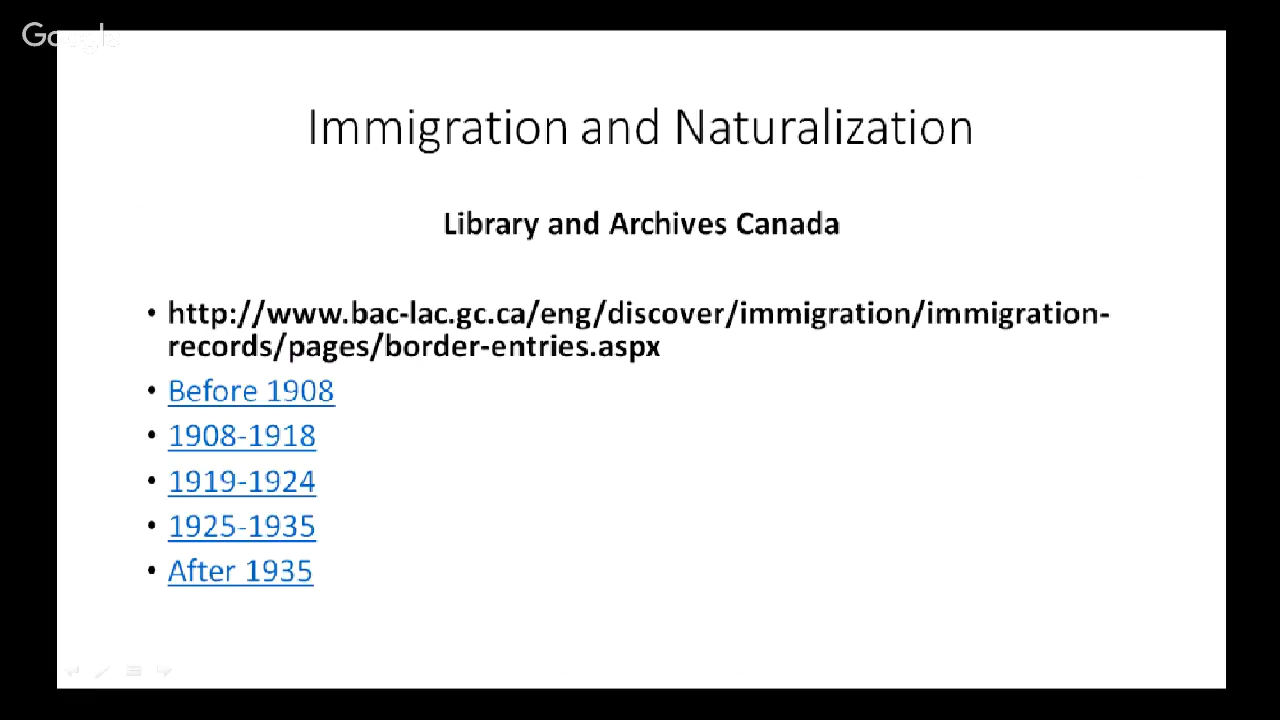 Google
Immigration and Naturalization
Library and Archives Canada
• http://www.bac-lac.gc.ca/eng/discover/immigration/immigration-
records/pages/border-entries.aspx
• Before 1908
• 1908-1918
• 1919-1924
• 1925-1935
• After 1935